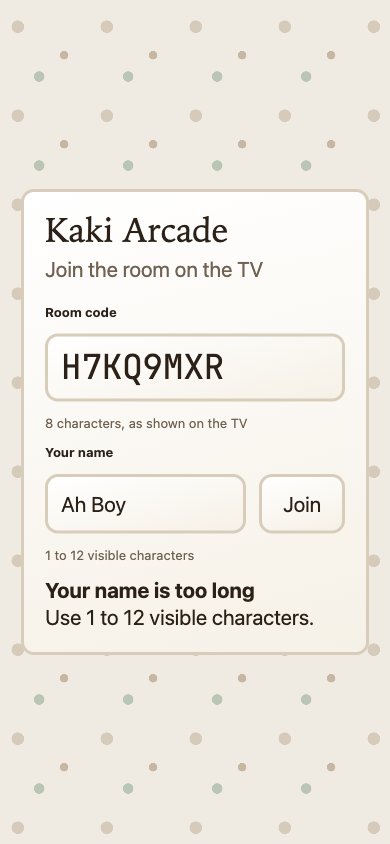 Kaki Arcade
Join the room on the TV
Room code
H7KQ9MXR
8 characters, as shown on the TV
Your name
Ah Boy
Join
1 to 12 visible characters
Your name is too long
Use 1 to 12 visible characters.